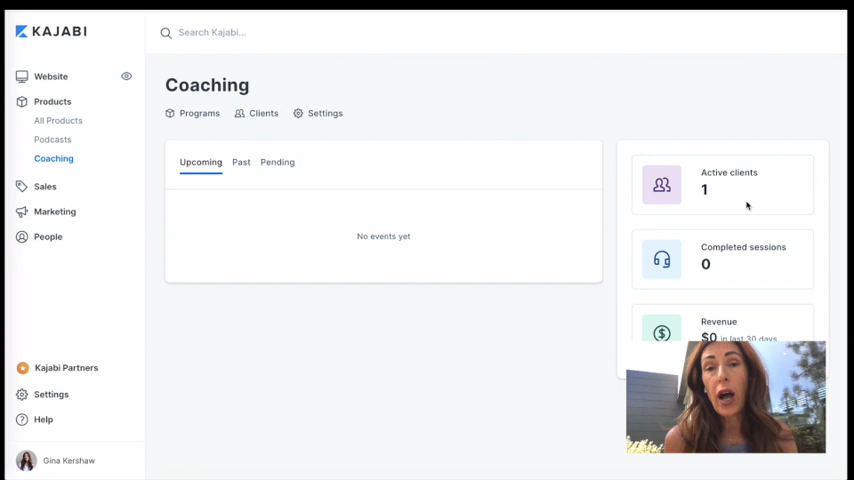 KAJABI
Search Kajabi...
Website
Products
All Products
Podcasts
Coaching
Sales
Marketing
People
Kajabi Partners
Settings
Help
Gina Kershaw
Coaching
Programs Clients Settings
Upcoming Past Pending
No events yet
Active clients
1
Completed sessions
0
Revenue
$0 in last 30 days